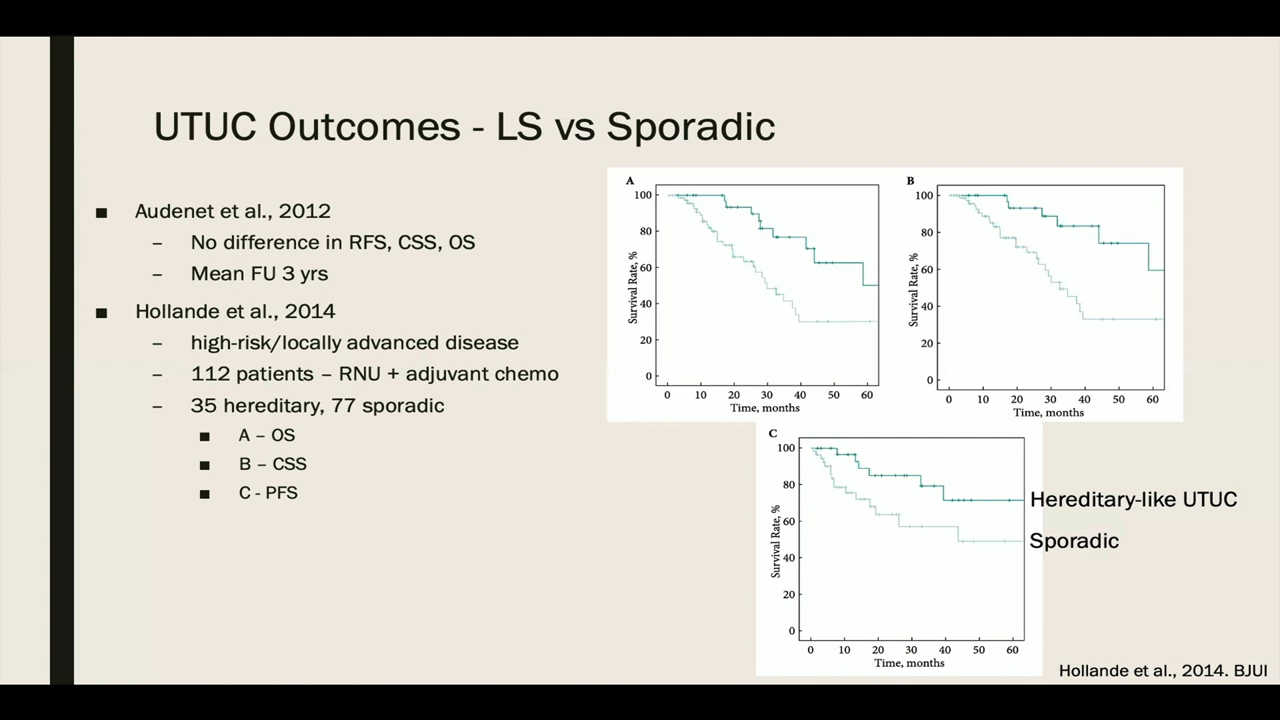 UTUC Outcomes - LS vs Sporadic
■ Audenet et al., 2012
– No difference in RFS, CSS, OS
– Mean FU 3 yrs
■ Hollande et al., 2014
– high-risk/locally advanced disease
– 112 patients – RNU + adjuvant chemo
– 35 hereditary, 77 sporadic
■ A – OS
■ B – CSS
■ C - PFS
A
Survival Rate, %
100
80
60
40
20
0
0 10 20 30 40 50 60
Time, months
B
Survival Rate, %
100
80
60
40
20
0
0 10 20 30 40 50 60
Time, months
C
Survival Rate, %
100
80
60
40
20
0
0 10 20 30 40 50 60
Time, months
Hereditary-like UTUC
Sporadic
Hollande et al., 2014. BJUI